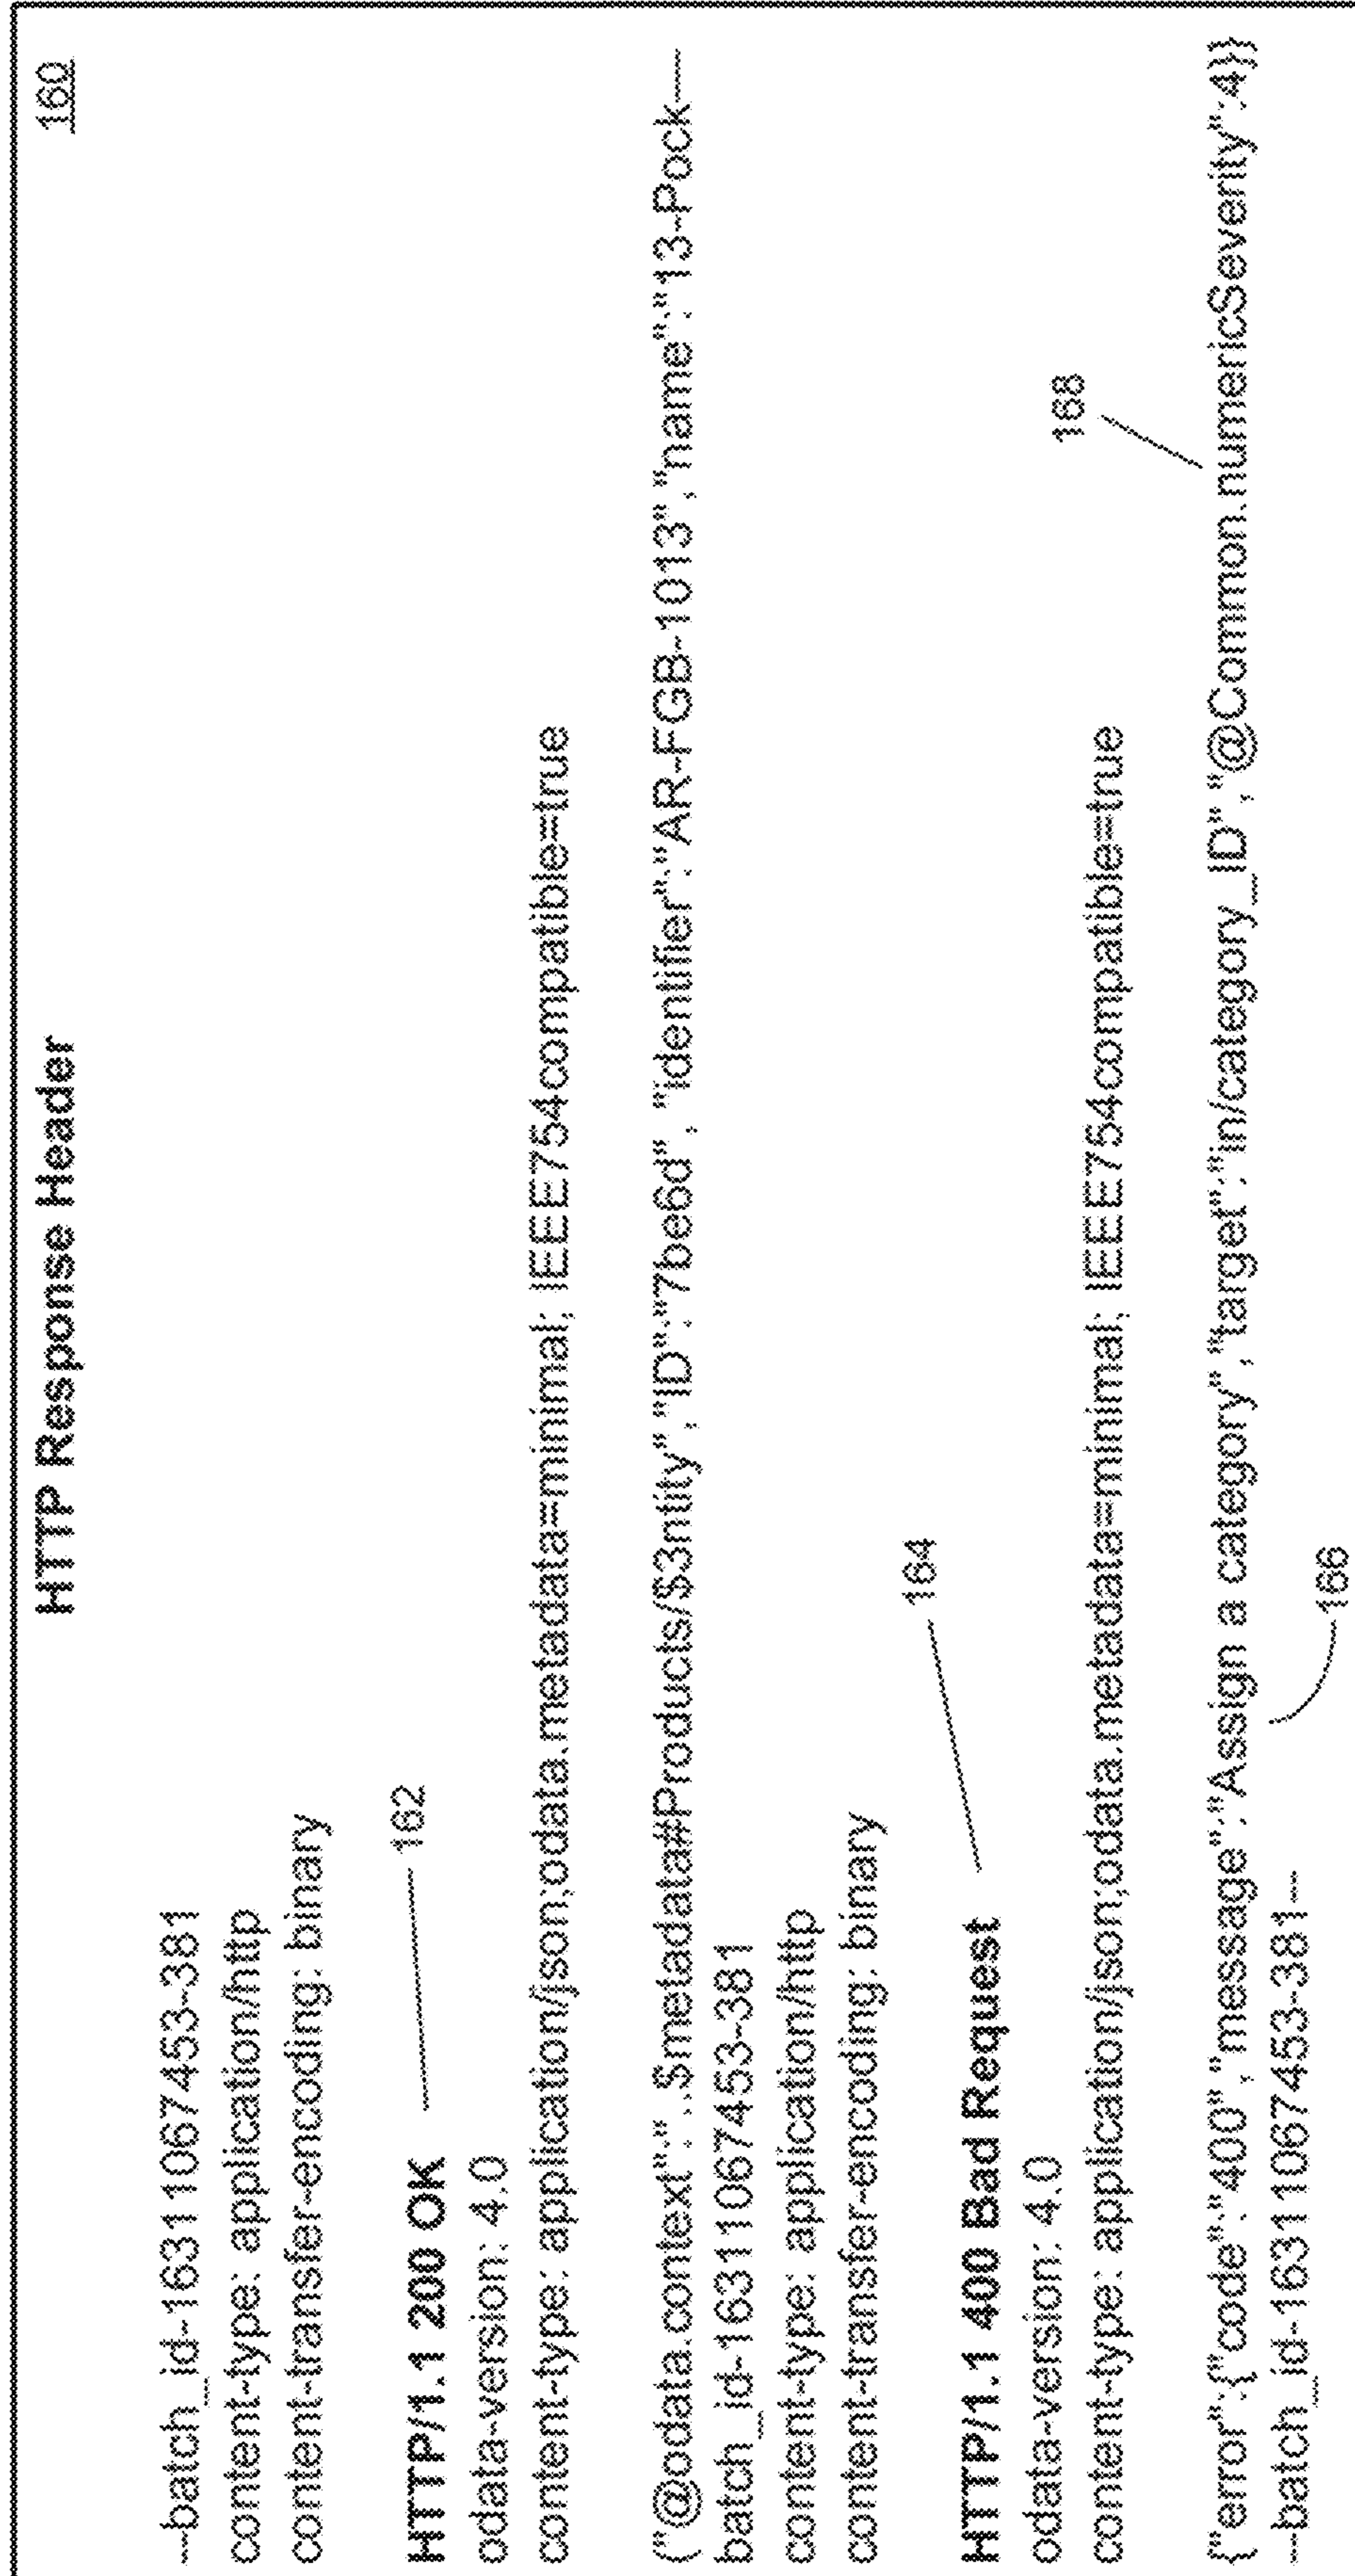 HTTP Response Header
160
--batch_id-16311067453-381
content-type: application/http
content-transfer-encoding: binary
162
HTTP/1.1 200 OK
odata-version: 4.0
content-type: application/json;odata.metadata=minimal; IEEE754compatible=true
{"@odata.context":"..$metadata#Products/$3ntity","ID":"7be6d", "identifier":"AR-FGB-1013","name":"13-Pock----
batch_id-16311067453-381
content-type: application/http
content-transfer-encoding: binary
164
HTTP/1.1 400 Bad Request
odata-version: 4.0
content-type: application/json;odata.metadata=minimal; IEEE754compatible=true
168
{"error":{"code":"400","message":"Assign a category","target":"in/category_ID","@Common.numericSeverity":4}}
--batch_id-16311067453-381--
166